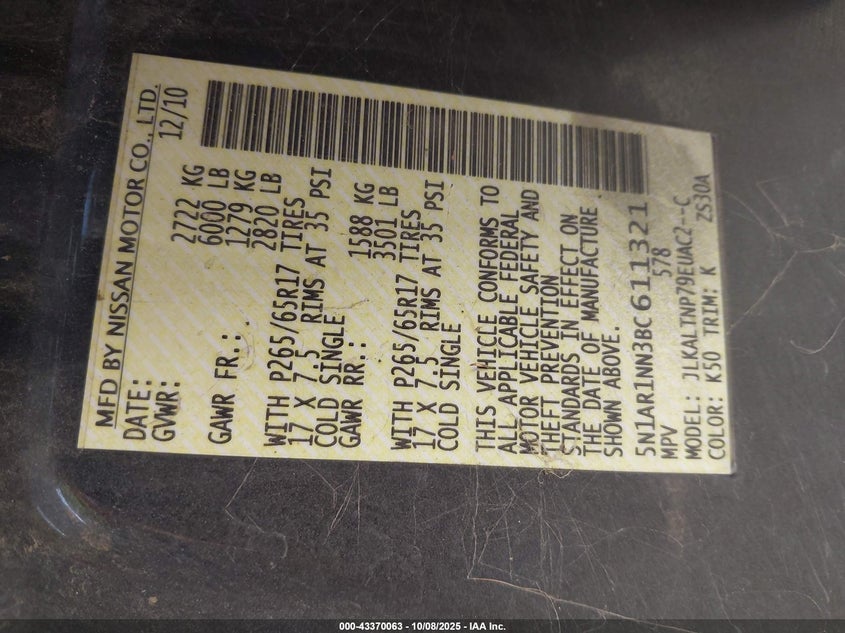 MFD BY NISSAN MOTOR CO., LTD.
DATE: 12/10
GVWR: 2722 KG
6000 LB
GAWR FR.: 1279 KG
2820 LB
WITH P265/65R17 TIRES
17 X 7.5 RIMS AT 35 PSI
COLD SINGLE
GAWR RR.: 1588 KG
3501 LB
WITH P265/65R17 TIRES
17 X 7.5 RIMS AT 35 PSI
COLD SINGLE
THIS VEHICLE CONFORMS TO
ALL APPLICABLE FEDERAL
MOTOR VEHICLE SAFETY AND
THEFT PREVENTION
STANDARDS IN EFFECT ON
THE DATE OF MANUFACTURE
SHOWN ABOVE.
5N1AR1NN3BC611321
MPV 578
MODEL: JLKALTNP79EUAC2--C
COLOR: K50 TRIM: K ZS30A
000-43370063 - 10/08/2025 - IAA Inc.